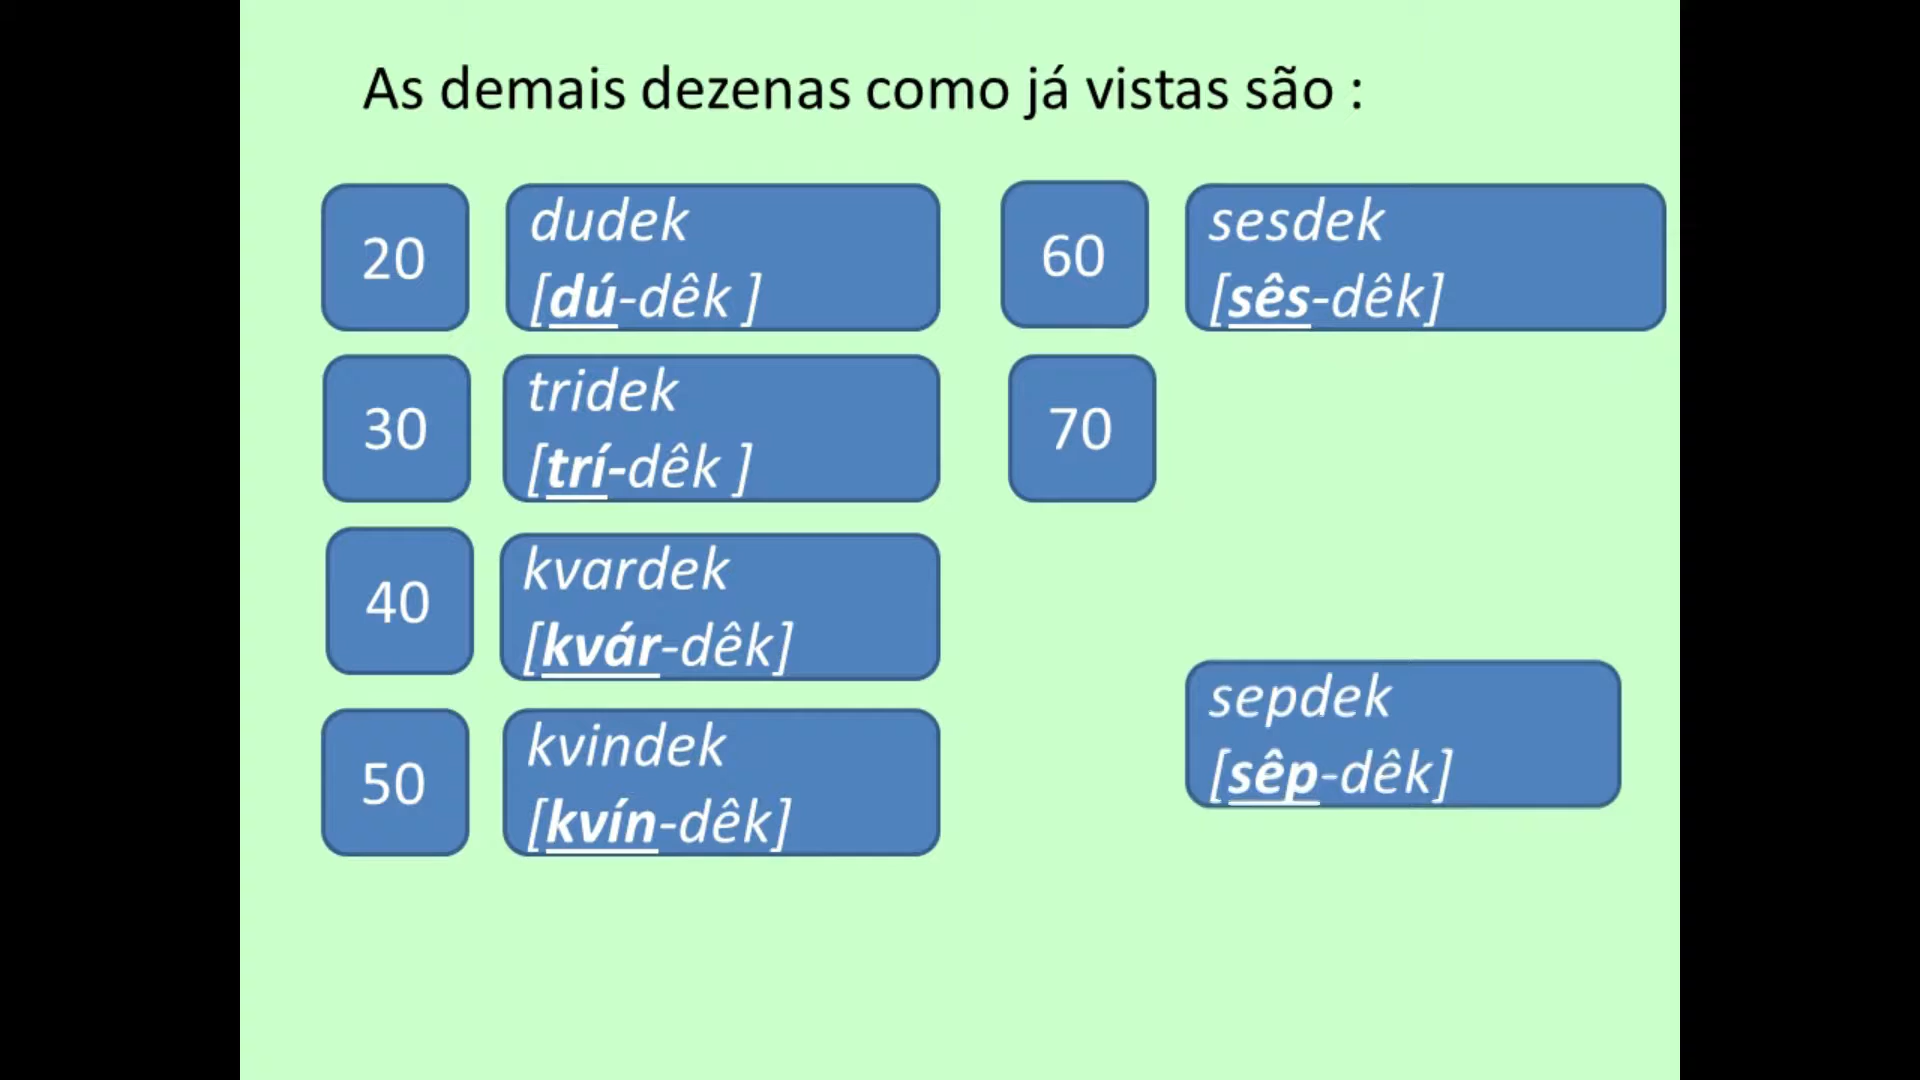 As demais dezenas como já vistas são :
20
dudek
[dú-dêk ]
30
tridek
[trí-dêk ]
40
kvardek
[kvár-dêk]
50
kvindek
[kvín-dêk]
60
sesdek
[sês-dêk]
70
sepdek
[sêp-dêk]